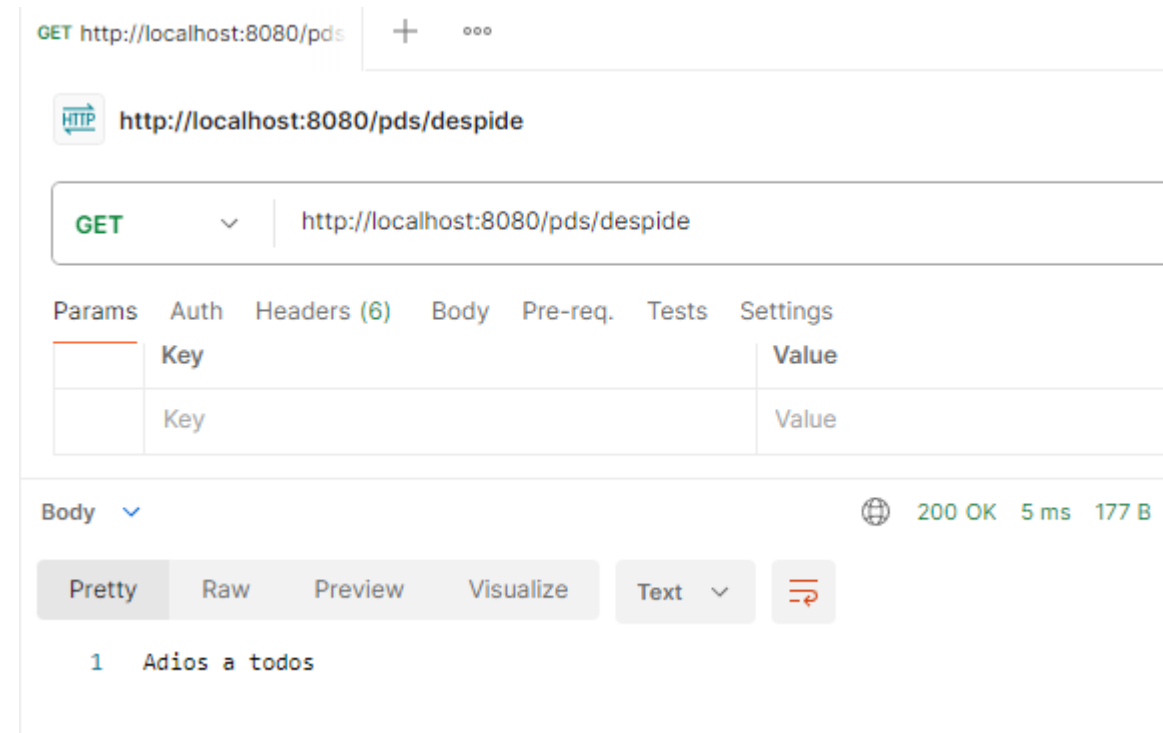 GET http://localhost:8080/pds
HTTP http://localhost:8080/pds/despide
GET http://localhost:8080/pds/despide
Params Auth Headers (6) Body Pre-req. Tests Settings
Key Value
Key Value
Body 200 OK 5 ms 177 B
Pretty Raw Preview Visualize Text
1 Adios a todos